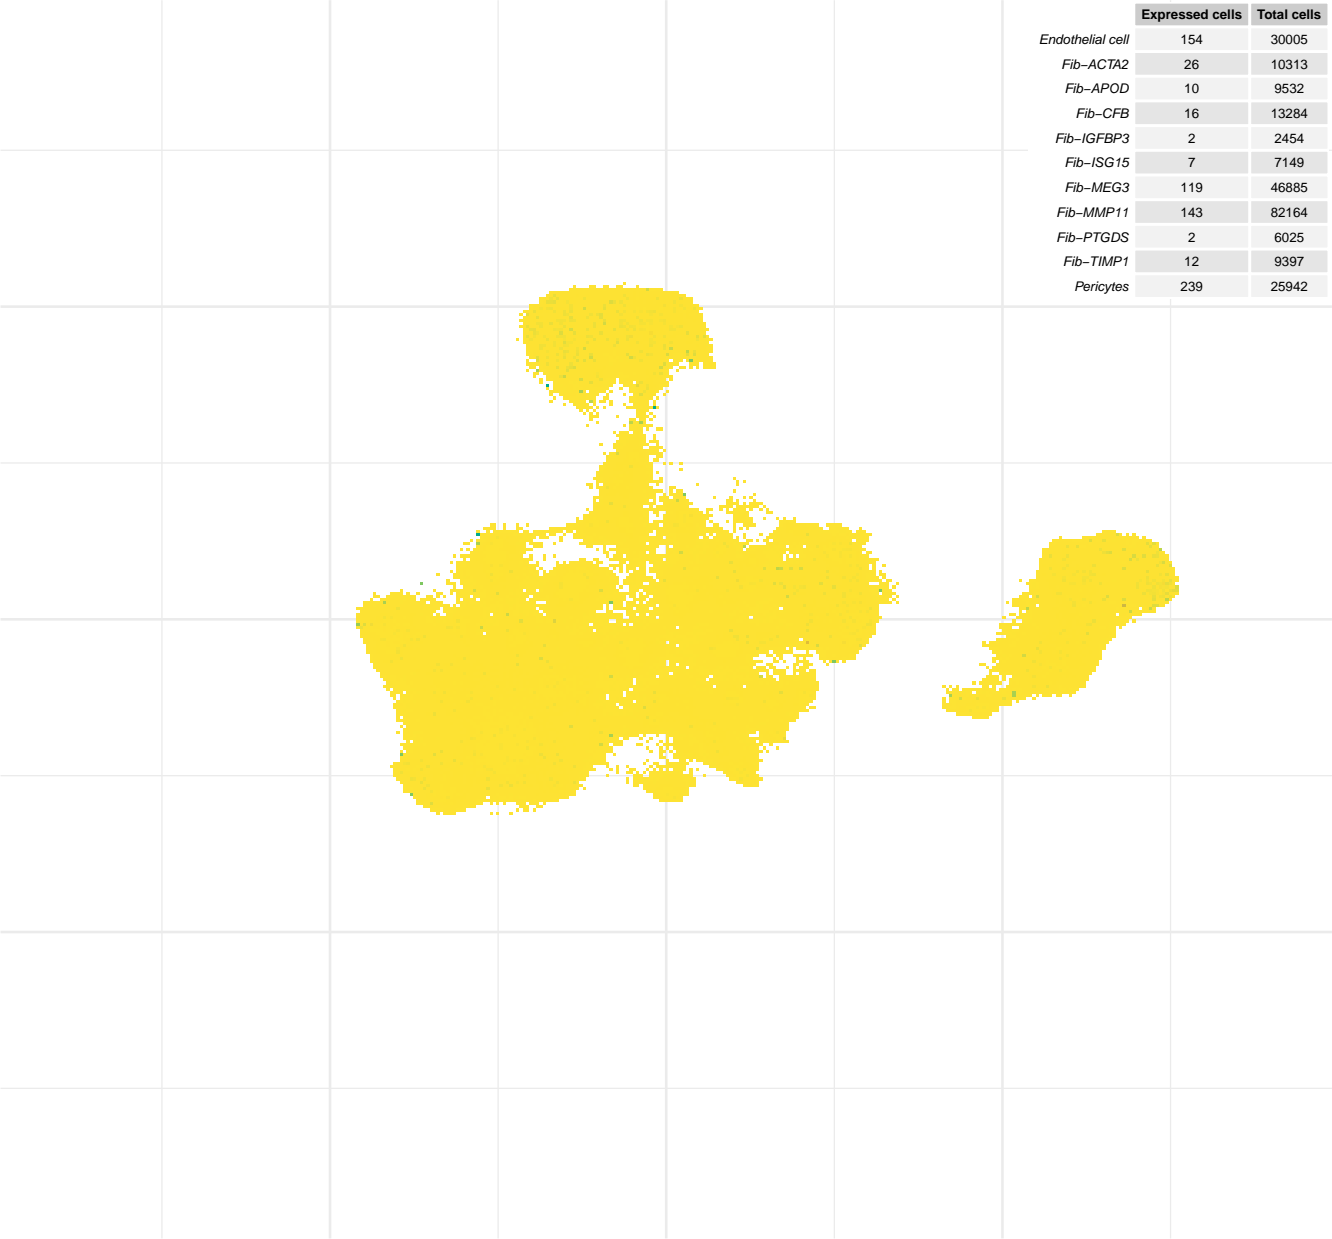 Expressed cells Total cells
Endothelial cell 154 30005
Fib−ACTA2 26 10313
Fib−APOD 10 9532
Fib−CFB 16 13284
Fib−IGFBP3 2 2454
Fib−ISG15 7 7149
Fib−MEG3 119 46885
Fib−MMP11 143 82164
Fib−PTGDS 2 6025
Fib−TIMP1 12 9397
Pericytes 239 25942